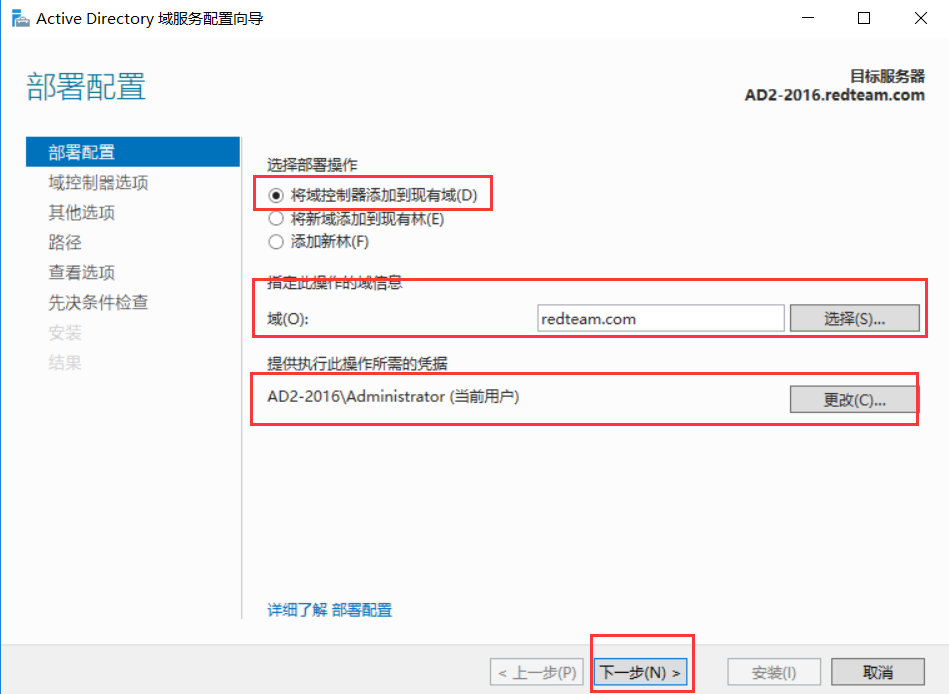 Active Directory 域服务配置向导
部署配置
目标服务器
AD2-2016.redteam.com
部署配置
域控制器选项
其他选项
路径
查看选项
先决条件检查
安装
结果
选择部署操作
将域控制器添加到现有域(D)
将新域添加到现有林(E)
添加新林(F)
指定此操作的域信息
域(O):
redteam.com
选择(S)...
提供执行此操作所需的凭据
AD2-2016\Administrator (当前用户)
更改(C)...
详细了解 部署配置
< 上一步(P)
下一步(N) >
安装(I)
取消